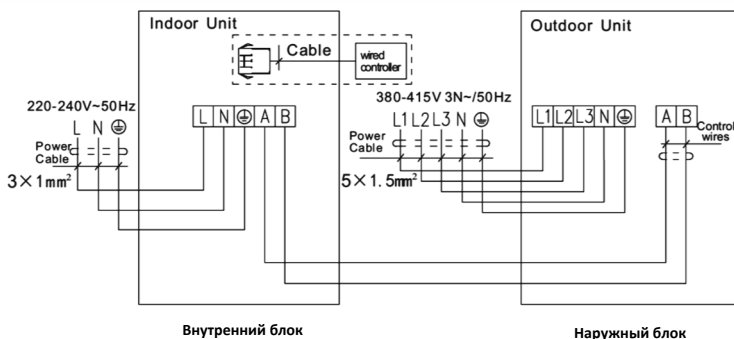 Indoor Unit
Outdoor Unit
Cable
wired
controller
220-240V~50Hz
L N ⏚
Power
Cable
3×1mm²
L N ⏚ A B
380-415V 3N~/50Hz
L1 L2 L3 N ⏚
Power
Cable
5×1.5mm²
L1 L2 L3 N ⏚
A B
Control
wires
Внутренний блок
Наружный блок